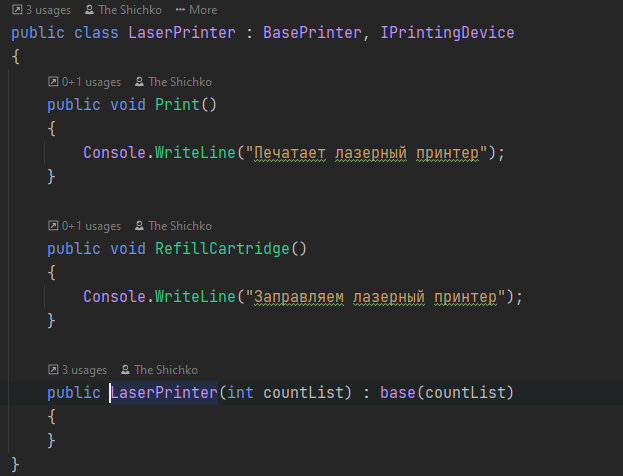 3 usages The Shichko ••• More
public class LaserPrinter : BasePrinter, IPrintingDevice
{
0+1 usages The Shichko
public void Print()
{
Console.WriteLine("Печатает лазерный принтер");
}
0+1 usages The Shichko
public void RefillCartridge()
{
Console.WriteLine("Заправляем лазерный принтер");
}
3 usages The Shichko
public LaserPrinter(int countList) : base(countList)
{
}
}